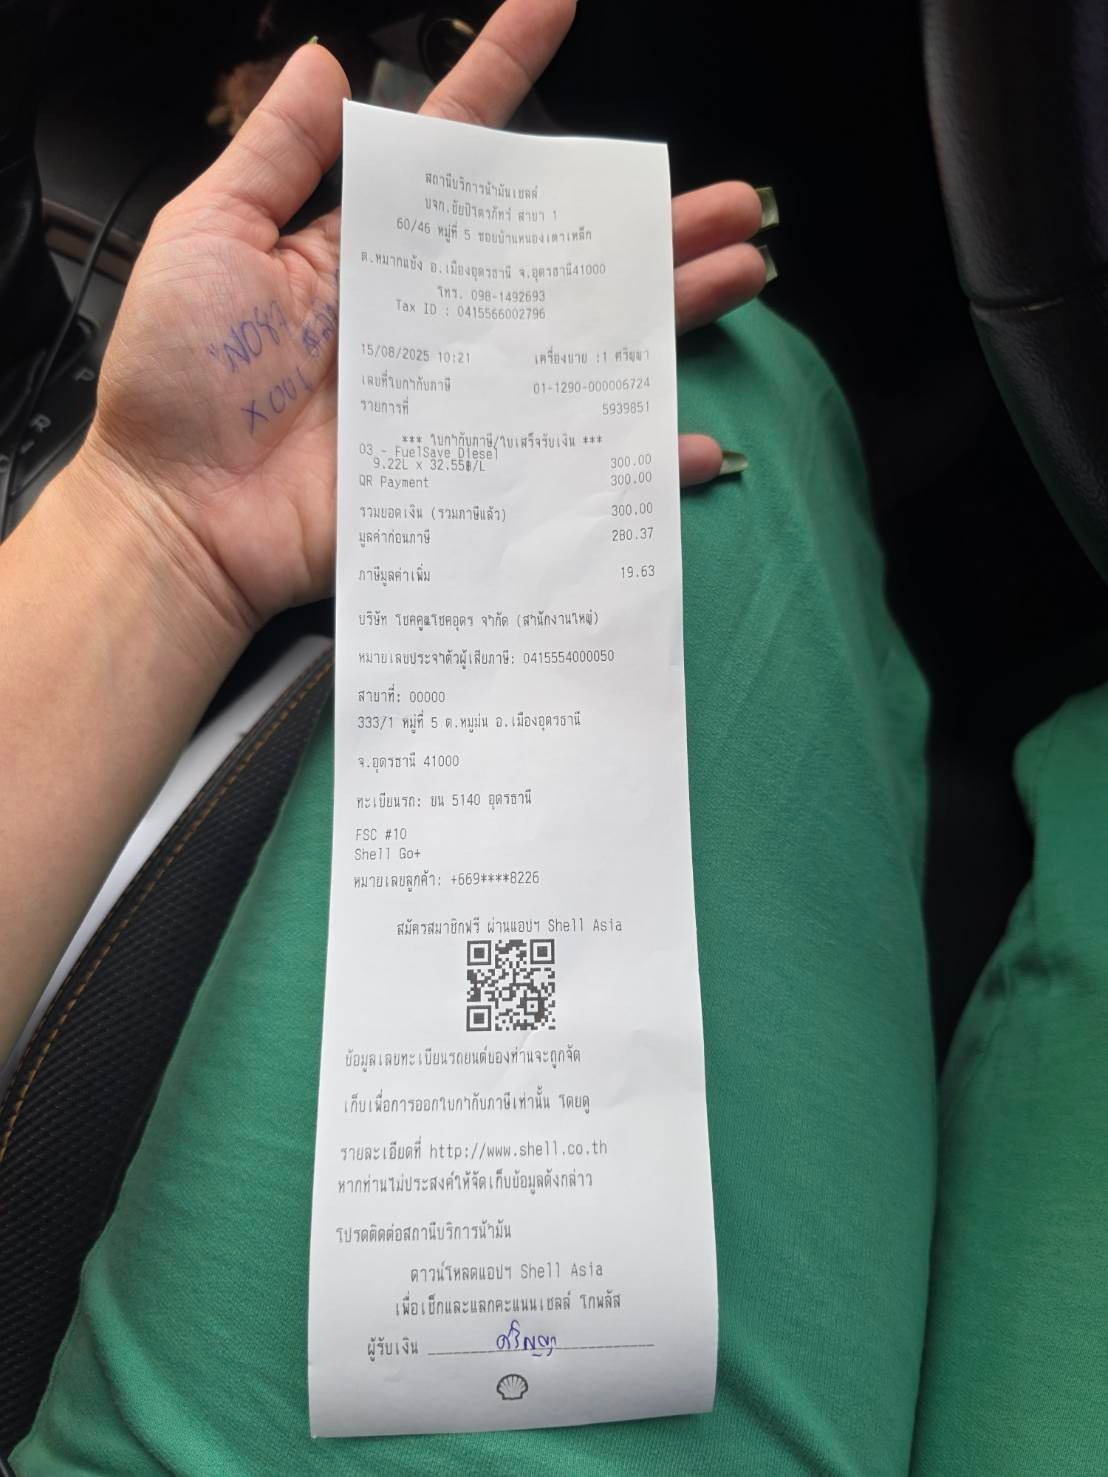 สถานีบริการน้ำมันเชลล์
บจก.ชัยปิโตรภัทร์ สาขา 1
60/46 หมู่ที่ 5 ซอยบ้านหนองเตาเหล็ก
ต.หมากแข้ง อ.เมืองอุดรธานี จ.อุดรธานี41000
โทร. 098-1492693
Tax ID : 0415566002796
15/08/2025 10:21 เครื่องขาย :1 ศริญญา
เลขที่ใบกำกับภาษี 01-1290-000006724
รายการที่ 5939851
*** ใบกำกับภาษี/ใบเสร็จรับเงิน ***
03 - FuelSave Diesel
9.22L x 32.55฿/L 300.00
QR Payment 300.00
รวมยอดเงิน (รวมภาษีแล้ว) 300.00
มูลค่าก่อนภาษี 280.37
ภาษีมูลค่าเพิ่ม 19.63
บริษัท โชคคูณโชคอุดร จำกัด (สำนักงานใหญ่)
หมายเลขประจำตัวผู้เสียภาษี: 0415554000050
สาขาที่: 00000
333/1 หมู่ที่ 5 ต.หมูม่น อ.เมืองอุดรธานี
จ.อุดรธานี 41000
ทะเบียนรถ: ขน 5140 อุดรธานี
FSC #10
Shell Go+
หมายเลขลูกค้า: +669****8226
สมัครสมาชิกฟรี ผ่านแอปฯ Shell Asia
ข้อมูลเลขทะเบียนรถยนต์ของท่านจะถูกจัด
เก็บเพื่อการออกใบกำกับภาษีเท่านั้น โดยดู
รายละเอียดที่ http://www.shell.co.th
หากท่านไม่ประสงค์ให้จัดเก็บข้อมูลดังกล่าว
โปรดติดต่อสถานีบริการน้ำมัน
ดาวน์โหลดแอปฯ Shell Asia
เพื่อเช็กและแลกคะแนนเชลล์ โกพลัส
ผู้รับเงิน ศริญญา
P
R